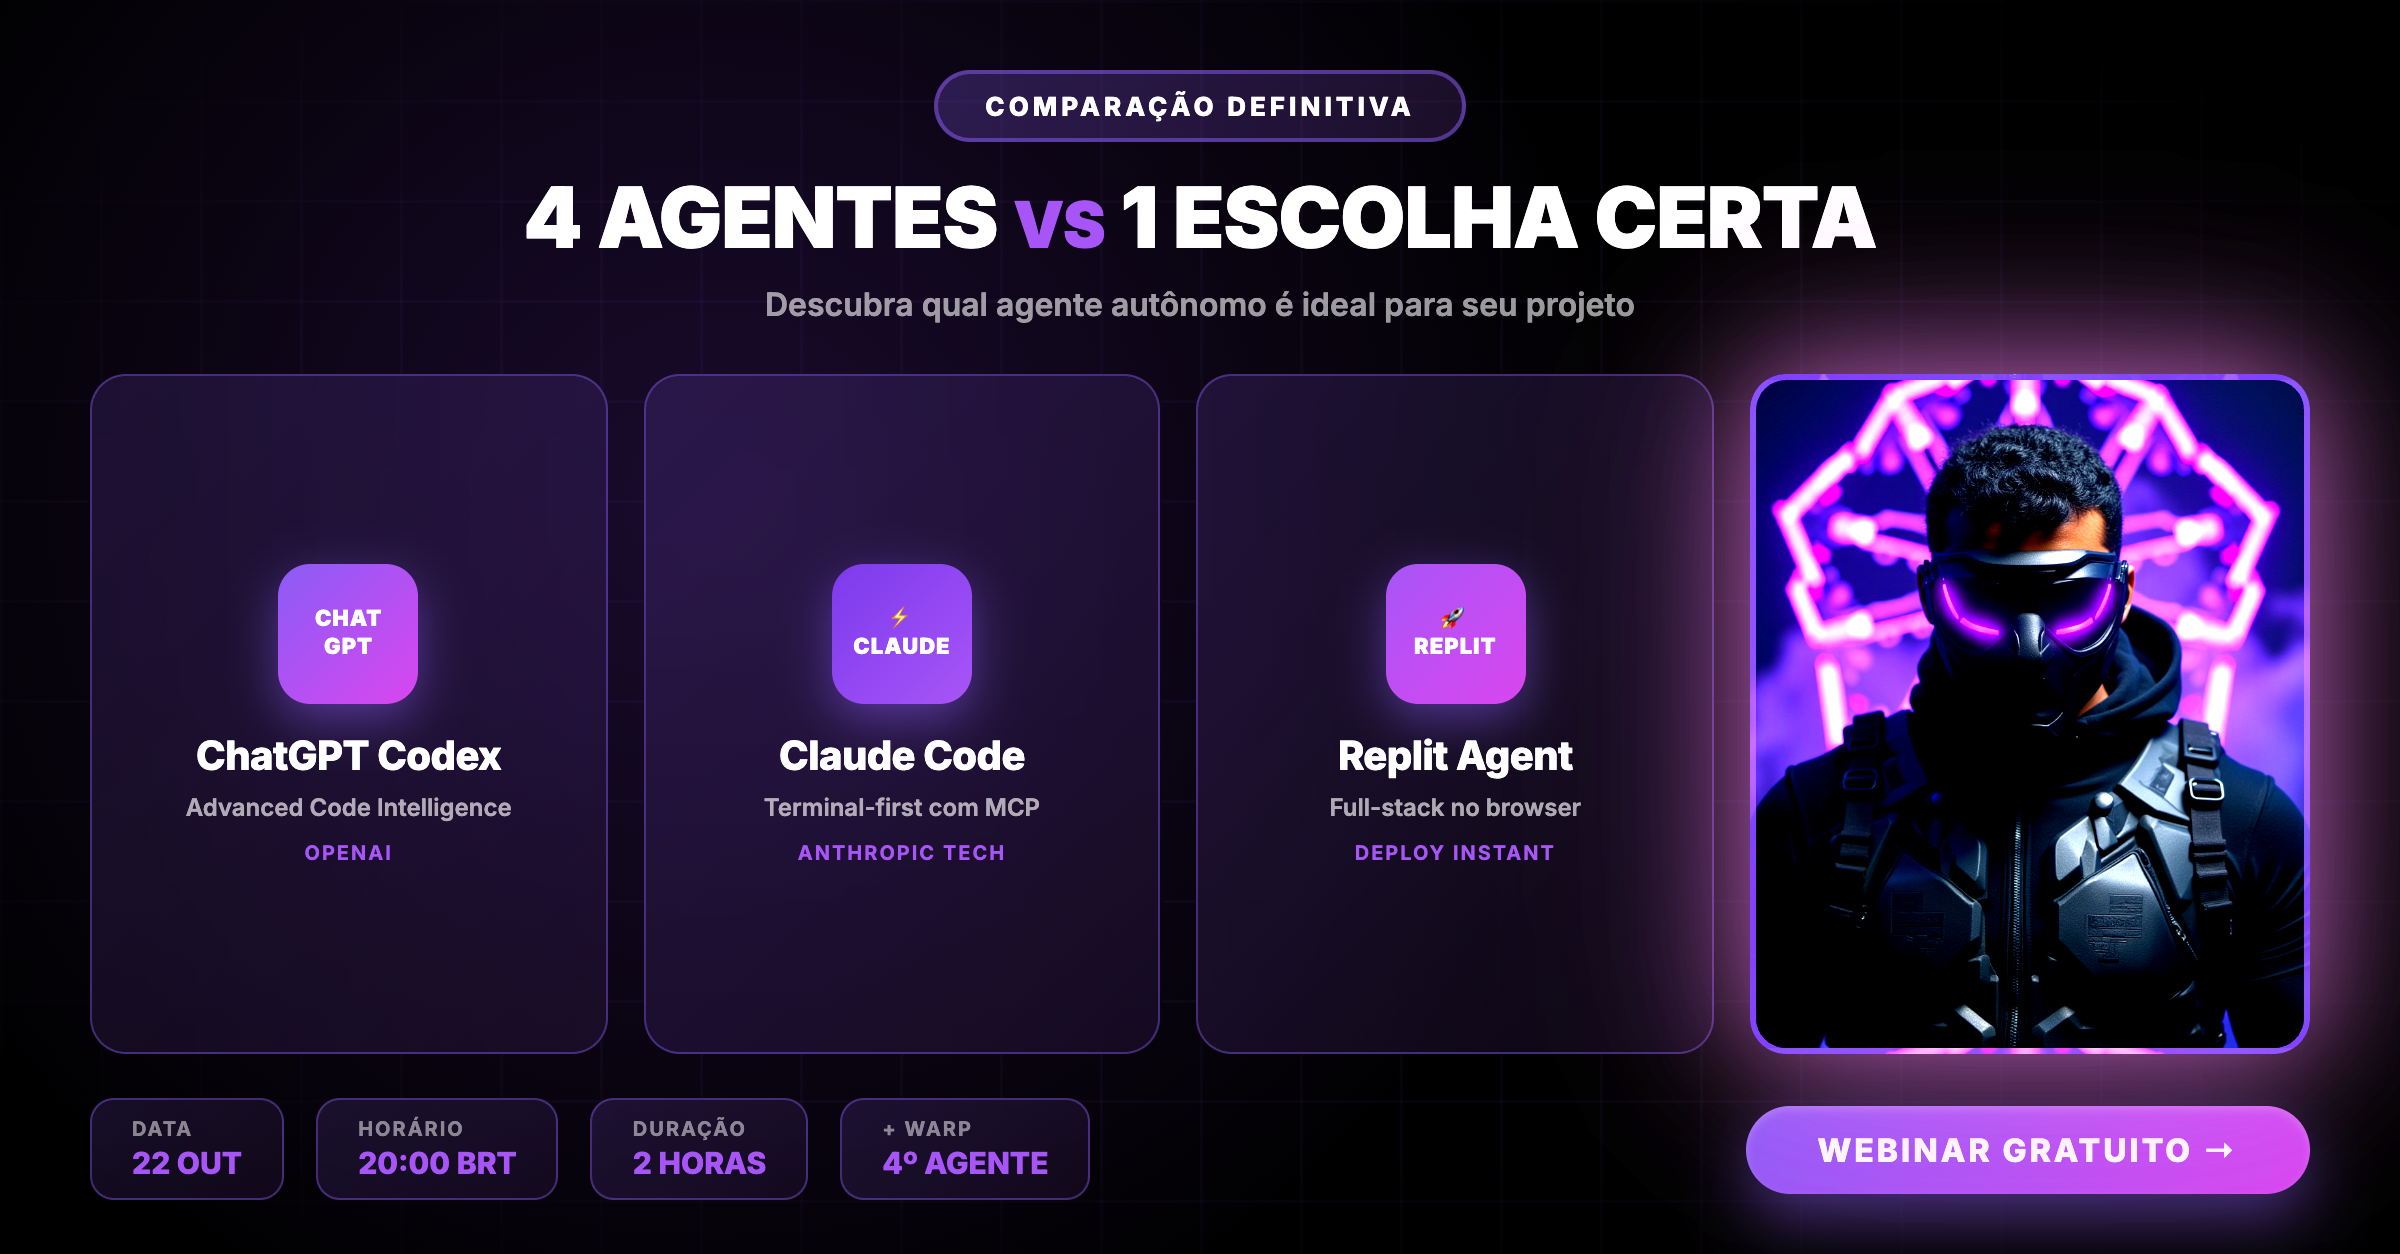 COMPARAÇÃO DEFINITIVA
4 AGENTES VS 1 ESCOLHA CERTA
Descubra qual agente autônomo é ideal para seu projeto
CHAT
GPT
ChatGPT Codex
Advanced Code Intelligence
OPENAI
⚡
CLAUDE
Claude Code
Terminal-first com MCP
ANTHROPIC TECH
🚀
REPLIT
Replit Agent
Full-stack no browser
DEPLOY INSTANT
DATA
22 OUT
HORÁRIO
20:00 BRT
DURAÇÃO
2 HORAS
+ WARP
4º AGENTE
WEBINAR GRATUITO →